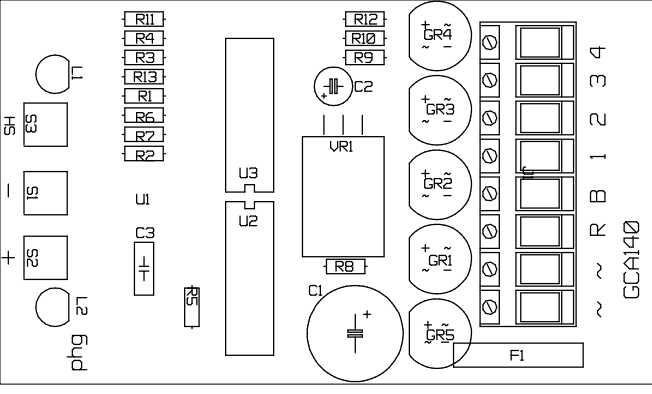 R11
R4
R3
R13
R1
R6
R7
R2
R12
R10
R9
C2
VR1
U3
U2
U1
C3
R5
R8
C1
GR4
GR3
GR2
GR1
GR5
F1
L1
S3
HS
S1
−
S2
+
L2
phg
4
3
2
1
B
R
~
~
GCA140